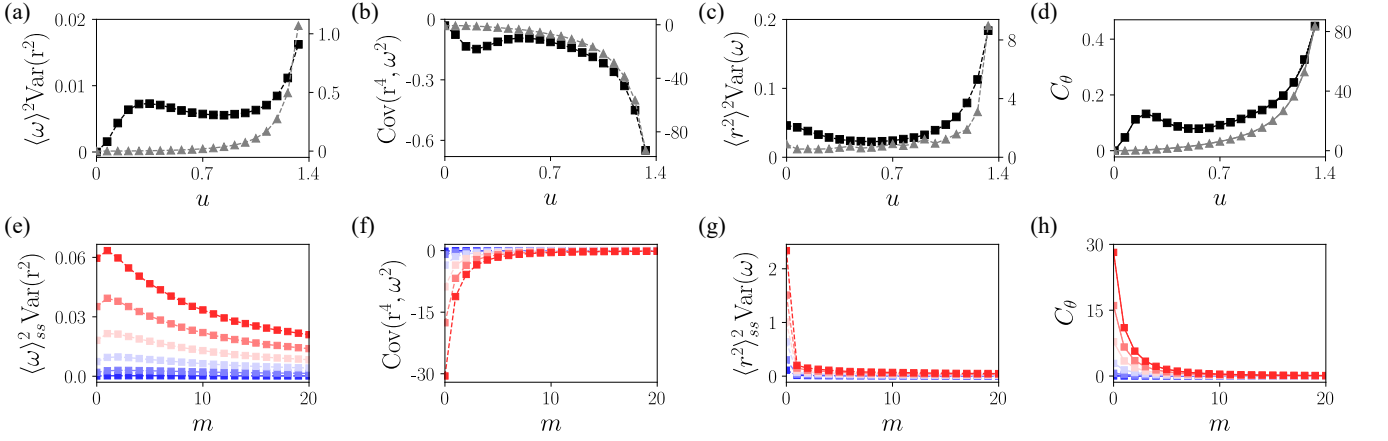 (a) (b) (c) (d)
⟨ω⟩²Var(r²)
0.02
0.01
0
1.0
0.5
0
0 0.7 1.4
u
Cov(r⁴, ω²)
0
-0.3
-0.6
0
-40
-80
0 0.7 1.4
u
⟨r²⟩²Var(ω)
0.2
0.1
0
8
4
0
0 0.7 1.4
u
C_θ
0.4
0.2
0
80
40
0
0 0.7 1.4
u
(e) (f) (g) (h)
⟨ω⟩²ₛₛ Var(r²)
0.06
0.03
0.0
0 10 20
m
Cov(r⁴, ω²)
0
-15
-30
0 10 20
m
⟨r²⟩²ₛₛ Var(ω)
2
1
0
0 10 20
m
C_θ
30
15
0
0 10 20
m